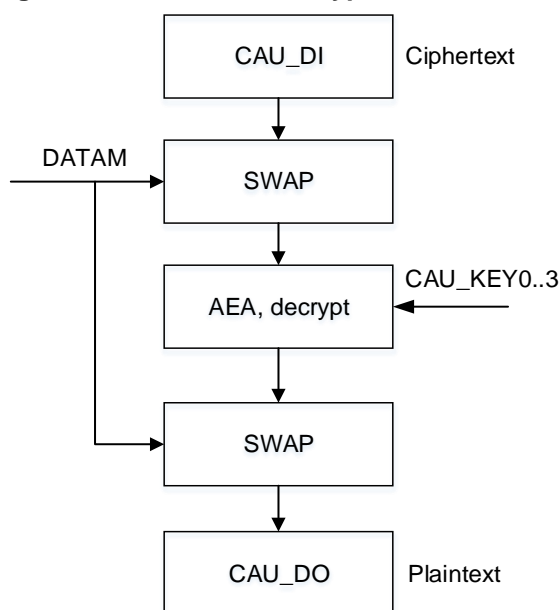 CAU_DI Ciphertext
DATAM
SWAP
CAU_KEY0..3
AEA, decrypt
SWAP
CAU_DO Plaintext